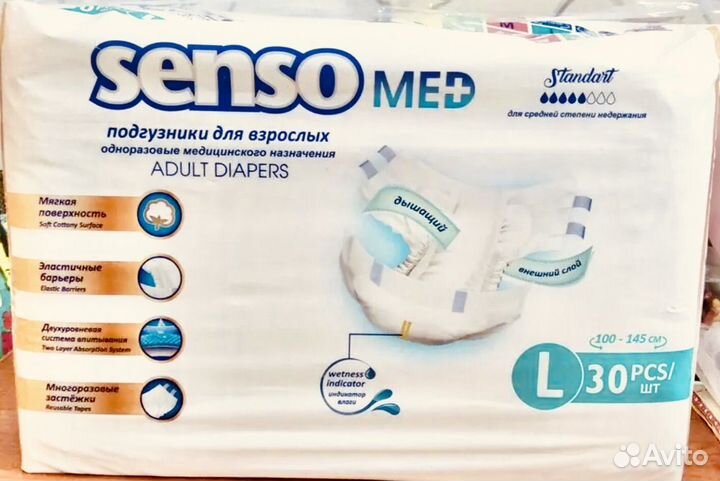 senso MED
Standart
для средней степени недержания
подгузники для взрослых
одноразовые медицинского назначения
ADULT DIAPERS
Мягкая
поверхность
Soft Cottony Surface
Эластичные
барьеры
Elastic Barriers
Двухуровневая
система впитывания
Two Layer Absorption System
Многоразовые
застёжки
Reusable Tapes
дышащий
внешний слой
wetness
indicator
индикатор
влаги
100 - 145 см
L 30 PCS/
шт
Avito